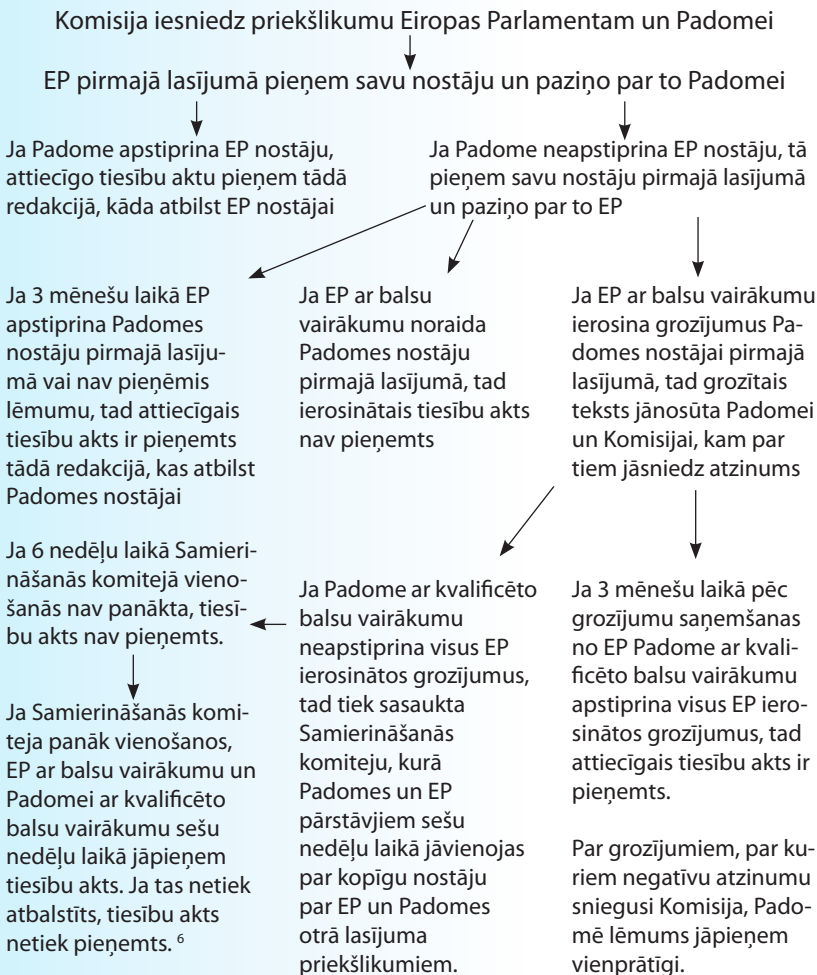 Komisija iesniedz priekšlikumu Eiropas Parlamentam un Padomei
EP pirmajā lasījumā pieņem savu nostāju un paziņo par to Padomei
Ja Padome apstiprina EP nostāju,
attiecīgo tiesību aktu pieņem tādā
redakcijā, kāda atbilst EP nostājai
Ja Padome neapstiprina EP nostāju, tā
pieņem savu nostāju pirmajā lasījumā
un paziņo par to EP
Ja 3 mēnešu laikā EP
apstiprina Padomes
nostāju pirmajā lasīju-
mā vai nav pieņēmis
lēmumu, tad attiecīgais
tiesību akts ir pieņemts
tādā redakcijā, kas atbilst
Padomes nostājai
Ja EP ar balsu
vairākumu noraida
Padomes nostāju
pirmajā lasījumā, tad
ierosinātais tiesību akts
nav pieņemts
Ja EP ar balsu vairākumu
ierosina grozījumus Pa-
domes nostājai pirmajā
lasījumā, tad grozītais
teksts jānosūta Padomei
un Komisijai, kam par
tiem jāsniedz atzinums
Ja 6 nedēļu laikā Samieri-
nāšanās komitejā vieno-
šanās nav panākta, tiesī-
bu akts nav pieņemts.
Ja Samierināšanās komi-
teja panāk vienošanos,
EP ar balsu vairākumu un
Padomei ar kvalificēto
balsu vairākumu sešu
nedēļu laikā jāpieņem
tiesību akts. Ja tas netiek
atbalstīts, tiesību akts
netiek pieņemts. 6
Ja Padome ar kvalificēto
balsu vairākumu
neapstiprina visus EP
ierosinātos grozījumus,
tad tiek sasaukta
Samierināšanās
komiteju, kurā
Padomes un EP
pārstāvjiem sešu
nedēļu laikā jāvienojas
par kopīgu nostāju
par EP un Padomes
otrā lasījuma
priekšlikumiem.
Ja 3 mēnešu laikā pēc
grozījumu saņemšanas
no EP Padome ar kvali-
ficēto balsu vairākumu
apstiprina visus EP iero-
sinātos grozījumus, tad
attiecīgais tiesību akts ir
pieņemts.
Par grozījumiem, par ku-
riem negatīvu atzinumu
sniegusi Komisija, Pado-
mē lēmums jāpieņem
vienprātīgi.